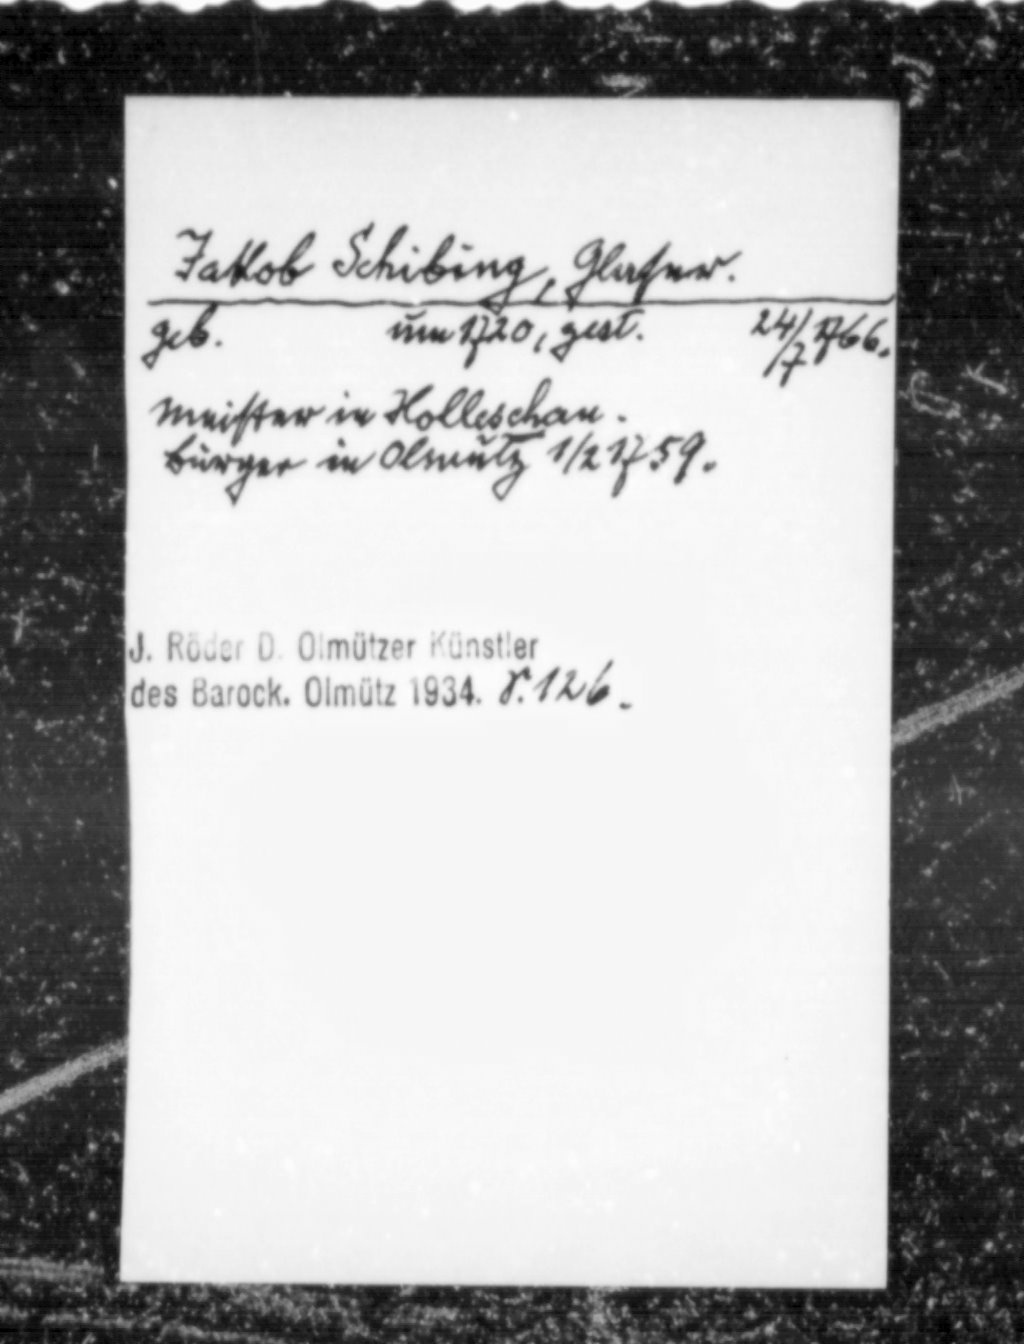 Jakob Schibing, Glaser.
geb. um 1720, gest. 24/7 1766.
Meister in Holleschau.
Bürger in Olmütz 1/2 1759.
J. Röder D. Olmützer Künstler
des Barock. Olmütz 1934. S. 126.